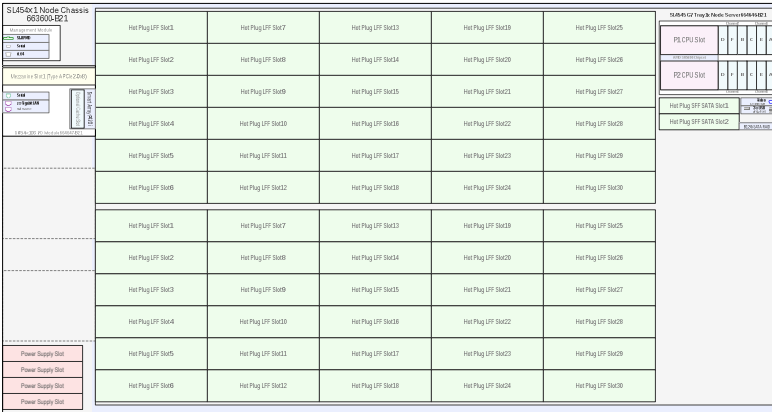 SL454x 1 Node Chassis
663600-B21
Management Module
SLAPM
Serial
iLO4
Mezzanine Slot 1 (Type A PCIe 2 8x8)
Serial
Smart Array
Optional Cache Slot
Power Supply Slot
Power Supply Slot
Power Supply Slot
Power Supply Slot
Hot Plug LFF Slot1 Hot Plug LFF Slot7 Hot Plug LFF Slot13 Hot Plug LFF Slot19 Hot Plug LFF Slot25
Hot Plug LFF Slot2 Hot Plug LFF Slot8 Hot Plug LFF Slot14 Hot Plug LFF Slot20 Hot Plug LFF Slot26
Hot Plug LFF Slot3 Hot Plug LFF Slot9 Hot Plug LFF Slot15 Hot Plug LFF Slot21 Hot Plug LFF Slot27
Hot Plug LFF Slot4 Hot Plug LFF Slot10 Hot Plug LFF Slot16 Hot Plug LFF Slot22 Hot Plug LFF Slot28
Hot Plug LFF Slot5 Hot Plug LFF Slot11 Hot Plug LFF Slot17 Hot Plug LFF Slot23 Hot Plug LFF Slot29
Hot Plug LFF Slot6 Hot Plug LFF Slot12 Hot Plug LFF Slot18 Hot Plug LFF Slot24 Hot Plug LFF Slot30
Hot Plug LFF Slot1 Hot Plug LFF Slot7 Hot Plug LFF Slot13 Hot Plug LFF Slot19 Hot Plug LFF Slot25
Hot Plug LFF Slot2 Hot Plug LFF Slot8 Hot Plug LFF Slot14 Hot Plug LFF Slot20 Hot Plug LFF Slot26
Hot Plug LFF Slot3 Hot Plug LFF Slot9 Hot Plug LFF Slot15 Hot Plug LFF Slot21 Hot Plug LFF Slot27
Hot Plug LFF Slot4 Hot Plug LFF Slot10 Hot Plug LFF Slot16 Hot Plug LFF Slot22 Hot Plug LFF Slot28
Hot Plug LFF Slot5 Hot Plug LFF Slot11 Hot Plug LFF Slot17 Hot Plug LFF Slot23 Hot Plug LFF Slot29
Hot Plug LFF Slot6 Hot Plug LFF Slot12 Hot Plug LFF Slot18 Hot Plug LFF Slot24 Hot Plug LFF Slot30
P1 CPU Slot D F B C E A
P2 CPU Slot D F B C E A
Hot Plug SFF SATA Slot1
Hot Plug SFF SATA Slot2